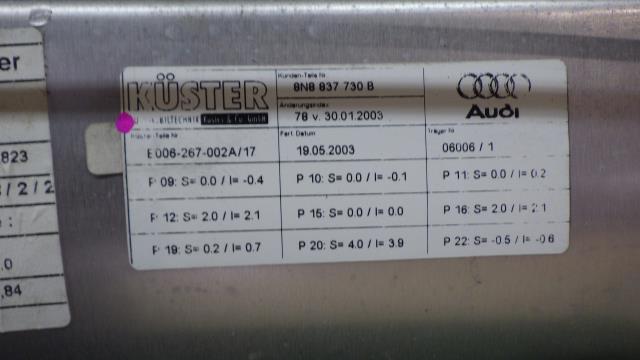 er
823
/ 2 / 2
:
.0
,84
KÜSTER
Küster & Co. GmbH
Kunden-Teile Nr.
8N8 837 730 B
Änderungsindex
78 v. 30.01.2003
Audi
E006-267-002A/17
Fert. Datum
19.05.2003
Träger Nr
06006 / 1
P 09: S= 0.0 / I= -0.4
P 10: S= 0.0 / I= -0.1
P 11: S= 0.0 / I= 0.2
P 12: S= 2.0 / I= 2.1
P 15: S= 0.0 / I= 0.0
P 16: S= 2.0 / I= 2.1
P 19: S= 0.2 / I= 0.7
P 20: S= 4.0 / I= 3.9
P 22: S= -0.5 / I= -0.6